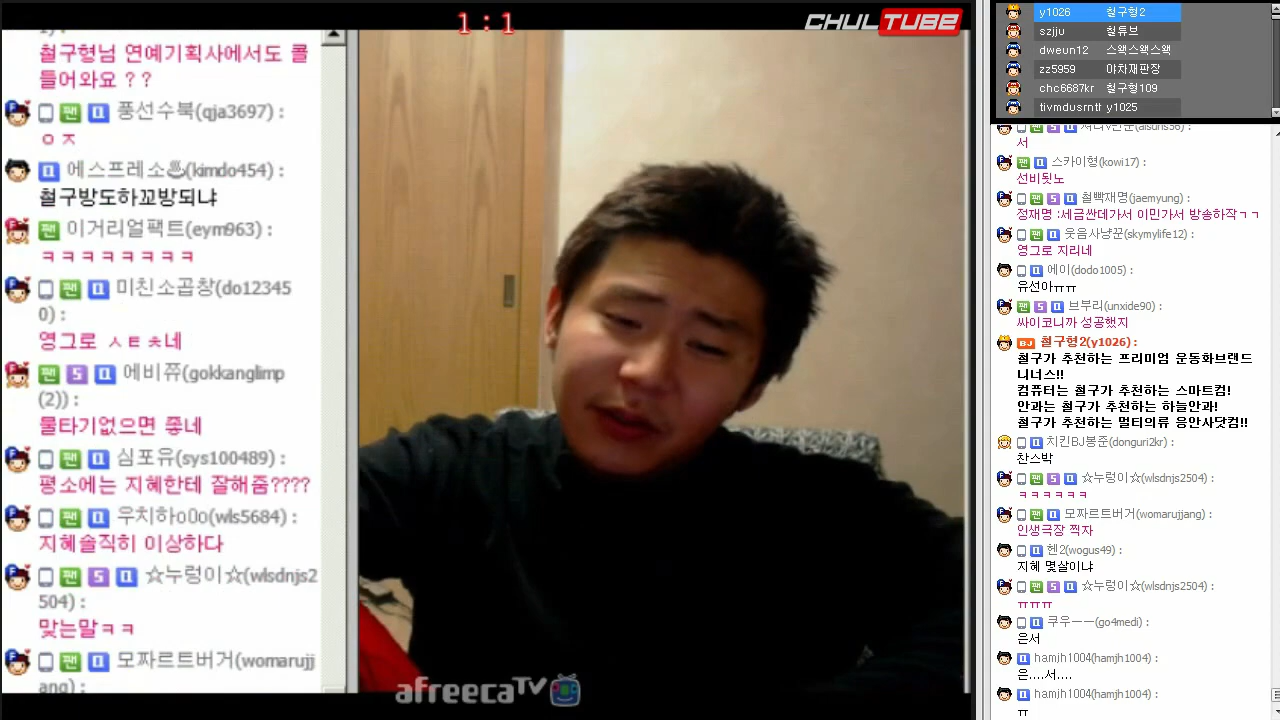 1 : 1
CHULTUBE
철구형님 연예기획사에서도 콜
들어와요 ? ?
풍선수북(qja3697) :
ㅇ ㅈ
에스프레소♨(kimdo454) :
철구방도하꼬방되냐
이거리얼팩트(eym963) :
ㅋ ㅋ ㅋ ㅋ ㅋ ㅋ ㅋ ㅋ
미친소곱창(do12345
0) :
영그로 ㅅㅌㅊ네
에비쮸(gokkanglimp
(2)) :
물타기없으면 좋네
심포유(sys100489) :
평소에는 지혜한테 잘해줌????
우치하o0o(wls5684) :
지혜솔직히 이상하다
☆누렁이☆(wlsdnjs2
504) :
맞는말ㅋㅋ
모짜르트버거(womarujj
ang) :
afreecaTV
y1026 철구형2
szjju 철튜브
dweun12 스왝스왝스왝
zz5959 야차재판장
chc6687kr 철구형109
y1025
서
스카이형(kowi17) :
선비됫노
철빡재명(jaemyung) :
정재명 :세금싼데가서 이민가서 방송하작ㄱㄱ
웃음사냥꾼(skymylife12) :
영그로 지리네
에이(dodo1005) :
유선아ㅠㅠ
브부리(unxide90) :
싸이코니까 성공했지
BJ 철구형2(y1026) :
철구가 추천하는 프리미엄 운동화브랜드
니너스!!
컴퓨터는 철구가 추천하는 스마트컴!
안과는 철구가 추천하는 하늘안과!
철구가 추천하는 멀티의류 응안사닷컴!!
치킨BJ봉준(donguri2kr) :
찬스박
☆누렁이☆(wlsdnjs2504) :
ㅋㅋㅋㅋㅋㅋ
모짜르트버거(womarujjang) :
인생극장 찍자
헨2(wogus49) :
지혜 몇살이냐
☆누렁이☆(wlsdnjs2504) :
ㅠㅠㅠ
쿠우ㅡㅡ(go4medi) :
은서
hamjh1004(hamjh1004) :
은....서....
hamjh1004(hamjh1004) :
ㅠ